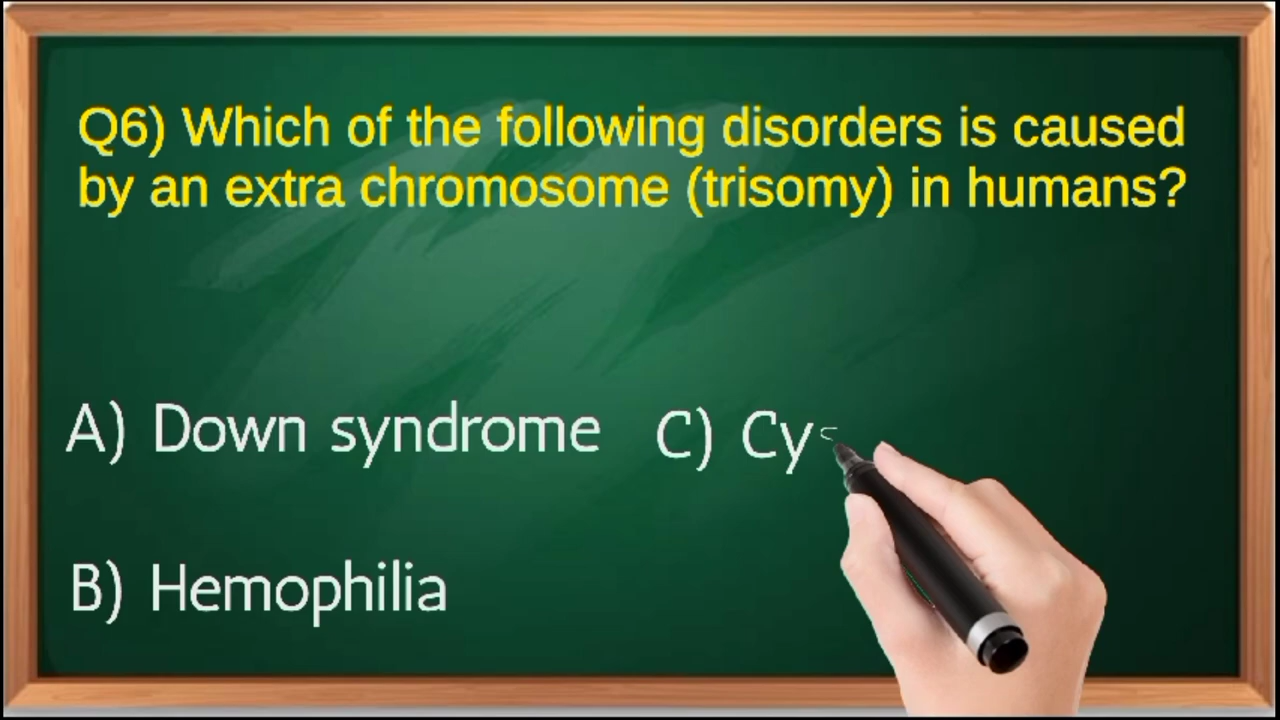 Q6) Which of the following disorders is caused
by an extra chromosome (trisomy) in humans?
A) Down syndrome
C) Cy
B) Hemophilia